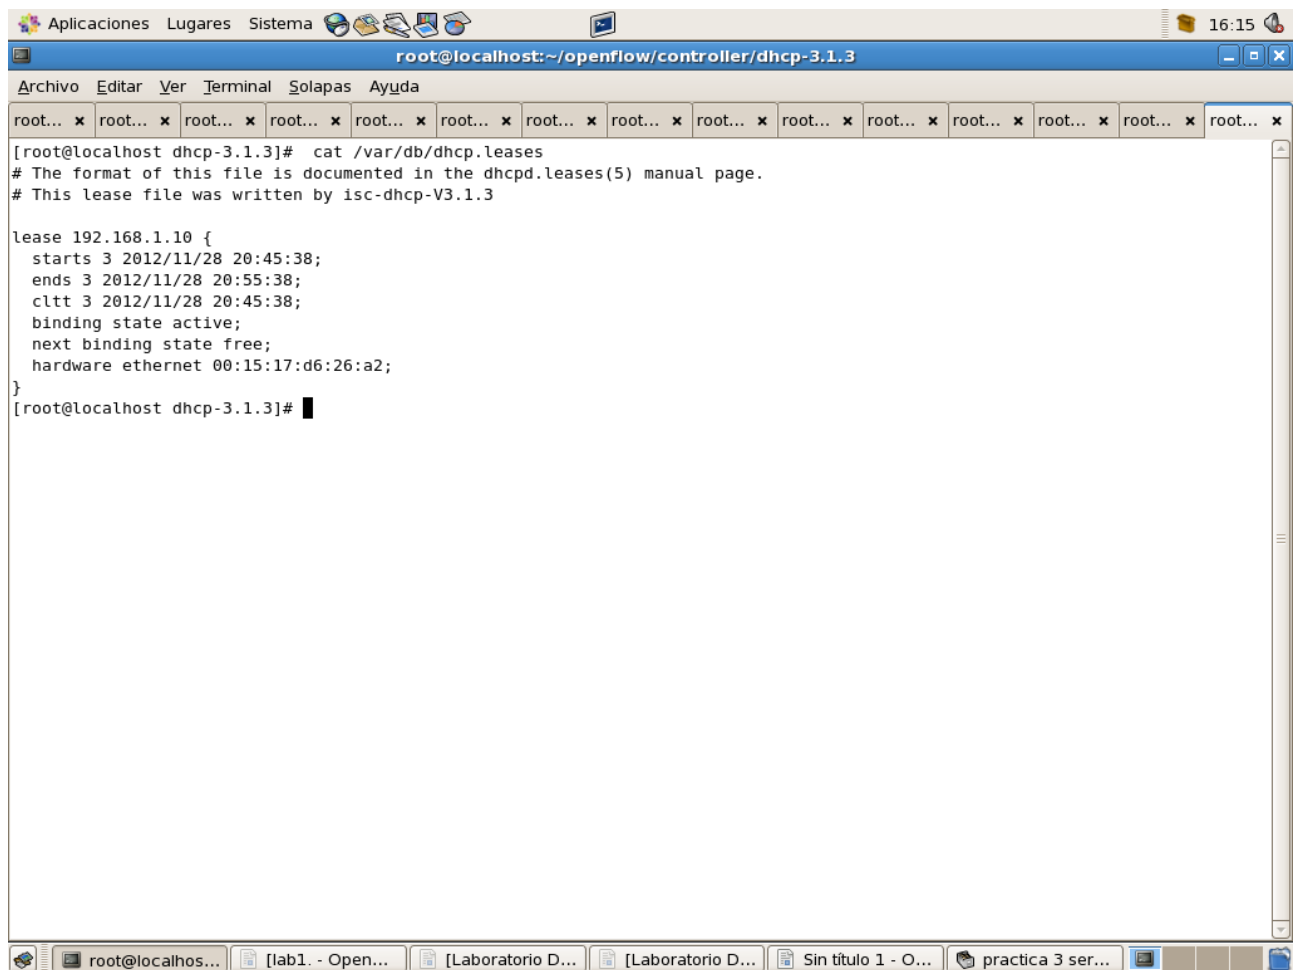 Aplicaciones Lugares Sistema 16:15
root@localhost:~/openflow/controller/dhcp-3.1.3
Archivo Editar Ver Terminal Solapas Ayuda
root... root... root... root... root... root... root... root... root... root... root... root... root... root... root...
[root@localhost dhcp-3.1.3]#  cat /var/db/dhcp.leases
# The format of this file is documented in the dhcpd.leases(5) manual page.
# This lease file was written by isc-dhcp-V3.1.3
lease 192.168.1.10 {
  starts 3 2012/11/28 20:45:38;
  ends 3 2012/11/28 20:55:38;
  cltt 3 2012/11/28 20:45:38;
  binding state active;
  next binding state free;
  hardware ethernet 00:15:17:d6:26:a2;
}
[root@localhost dhcp-3.1.3]#
root@localhos... [lab1. - Open... [Laboratorio D... [Laboratorio D... Sin título 1 - O... practica 3 ser...